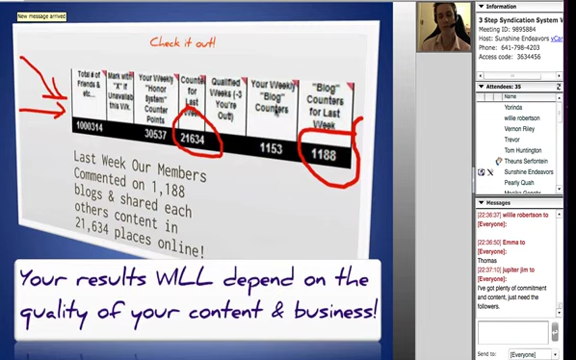 New message arrived
Check it out!
Total # of Friends & etc...
Mark with "X" if Unavailable this Wk.
Your Weekly "Honor System" Counter Points
Counter for Last Week
Qualified Weeks (-3 You're Out!)
Your Weekly "Blog" Counters
"Blog" Counters for Last Week
1000314 30537 21634 1153 1188
Last Week Our Members
Commented on 1,188
blogs & shared each
others content in
21,634 places online!
Your results WILL depend on the
quality of your content & business!
Information
3 Step Syndication System W
Meeting ID: 9895884
Host: Sunshine Endeavors
Phone: 641-798-4203
Access code: 3634456
Attendees: 35
Name
Yorinda
willie robertson
Vernon Riley
Trevor
Tom Huntington
Theuns Serfontein
Sunshine Endeavors
Pearly Quah
Messages
[22:36:37] willie robertson to
[Everyone]:
[22:36:50] Emma to
[Everyone]:
Thomas
[22:37:10] jupiter jim to
[Everyone]:
I've got plenty of commitment
and content, just need the
followers.
Send to: [Everyone]